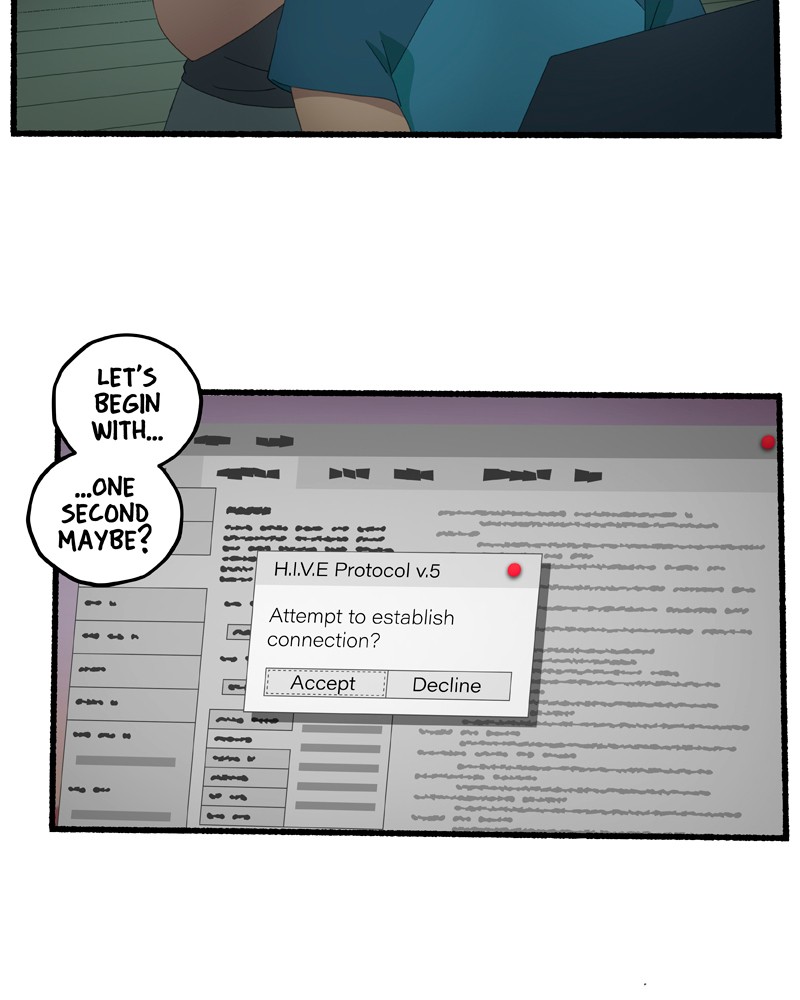 LET'S
BEGIN
WITH...
...ONE
SECOND
MAYBE?
H.I.V.E Protocol v.5
Attempt to establish
connection?
Accept
Decline